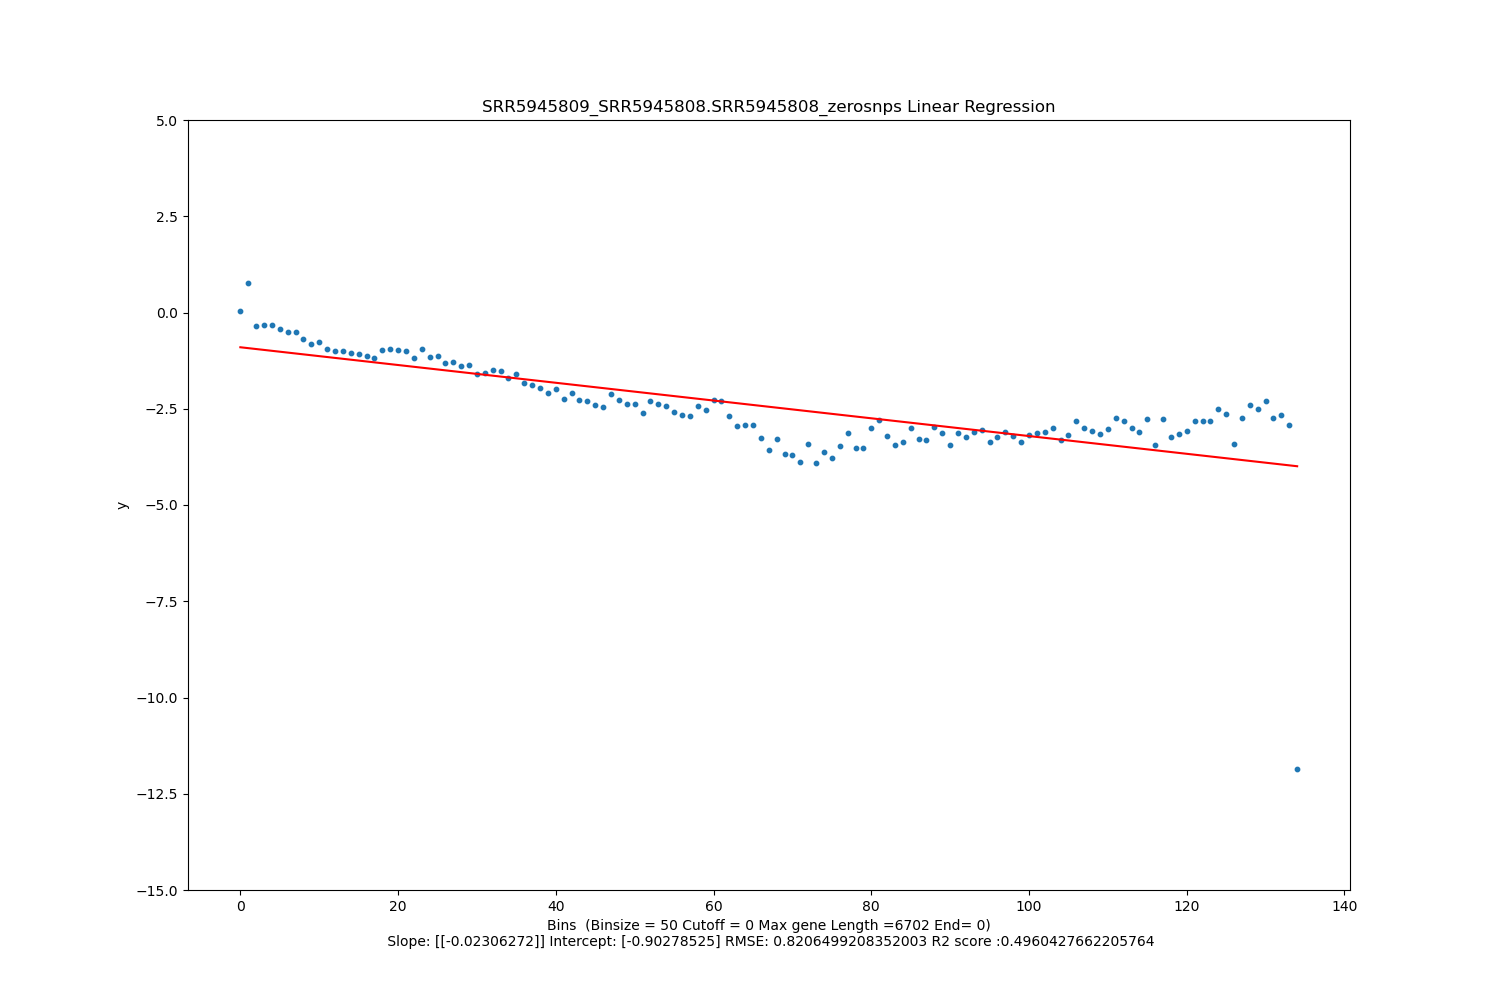 SRR5945809_SRR5945808.SRR5945808_zerosnps Linear Regression
5.0
2.5
0.0
−2.5
−5.0
−7.5
−10.0
−12.5
−15.0
y
0 20 40 60 80 100 120 140
Bins  (Binsize = 50 Cutoff = 0 Max gene Length =6702 End= 0)
Slope: [[-0.02306272]] Intercept: [-0.90278525] RMSE: 0.8206499208352003 R2 score :0.4960427662205764